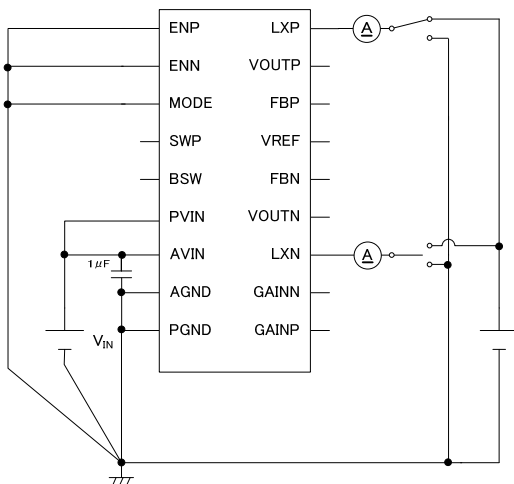 ENP LXP A
ENN VOUTP
MODE FBP
SWP VREF
BSW FBN
PVIN VOUTN
AVIN LXN A
1μF
AGND GAINN
PGND GAINP
VIN